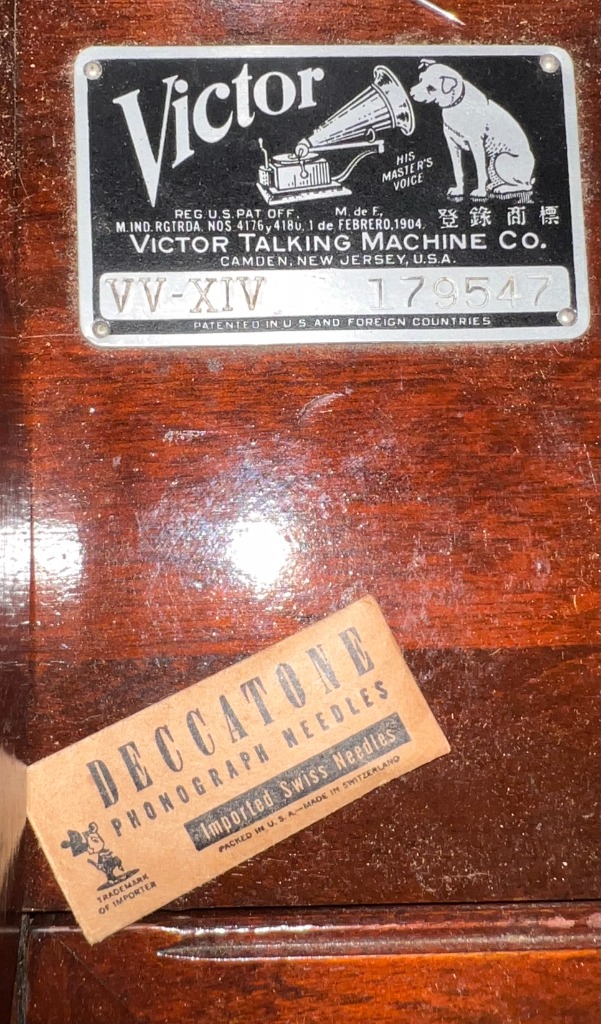 Victor
HIS
MASTER'S
VOICE
REG U.S. PAT OFF. M. de F.
M.IND.RGTRDA. NOS 4176 y 4180, 1 de FEBRERO, 1904.
登錄商標
VICTOR TALKING MACHINE CO.
CAMDEN, NEW JERSEY, U.S.A.
VV-XIV 179547
PATENTED IN U.S. AND FOREIGN COUNTRIES
DECCATONE
PHONOGRAPH NEEDLES
Imported Swiss Needles
PACKED IN U.S.A.—MADE IN SWITZERLAND
TRADEMARK
OF IMPORTER